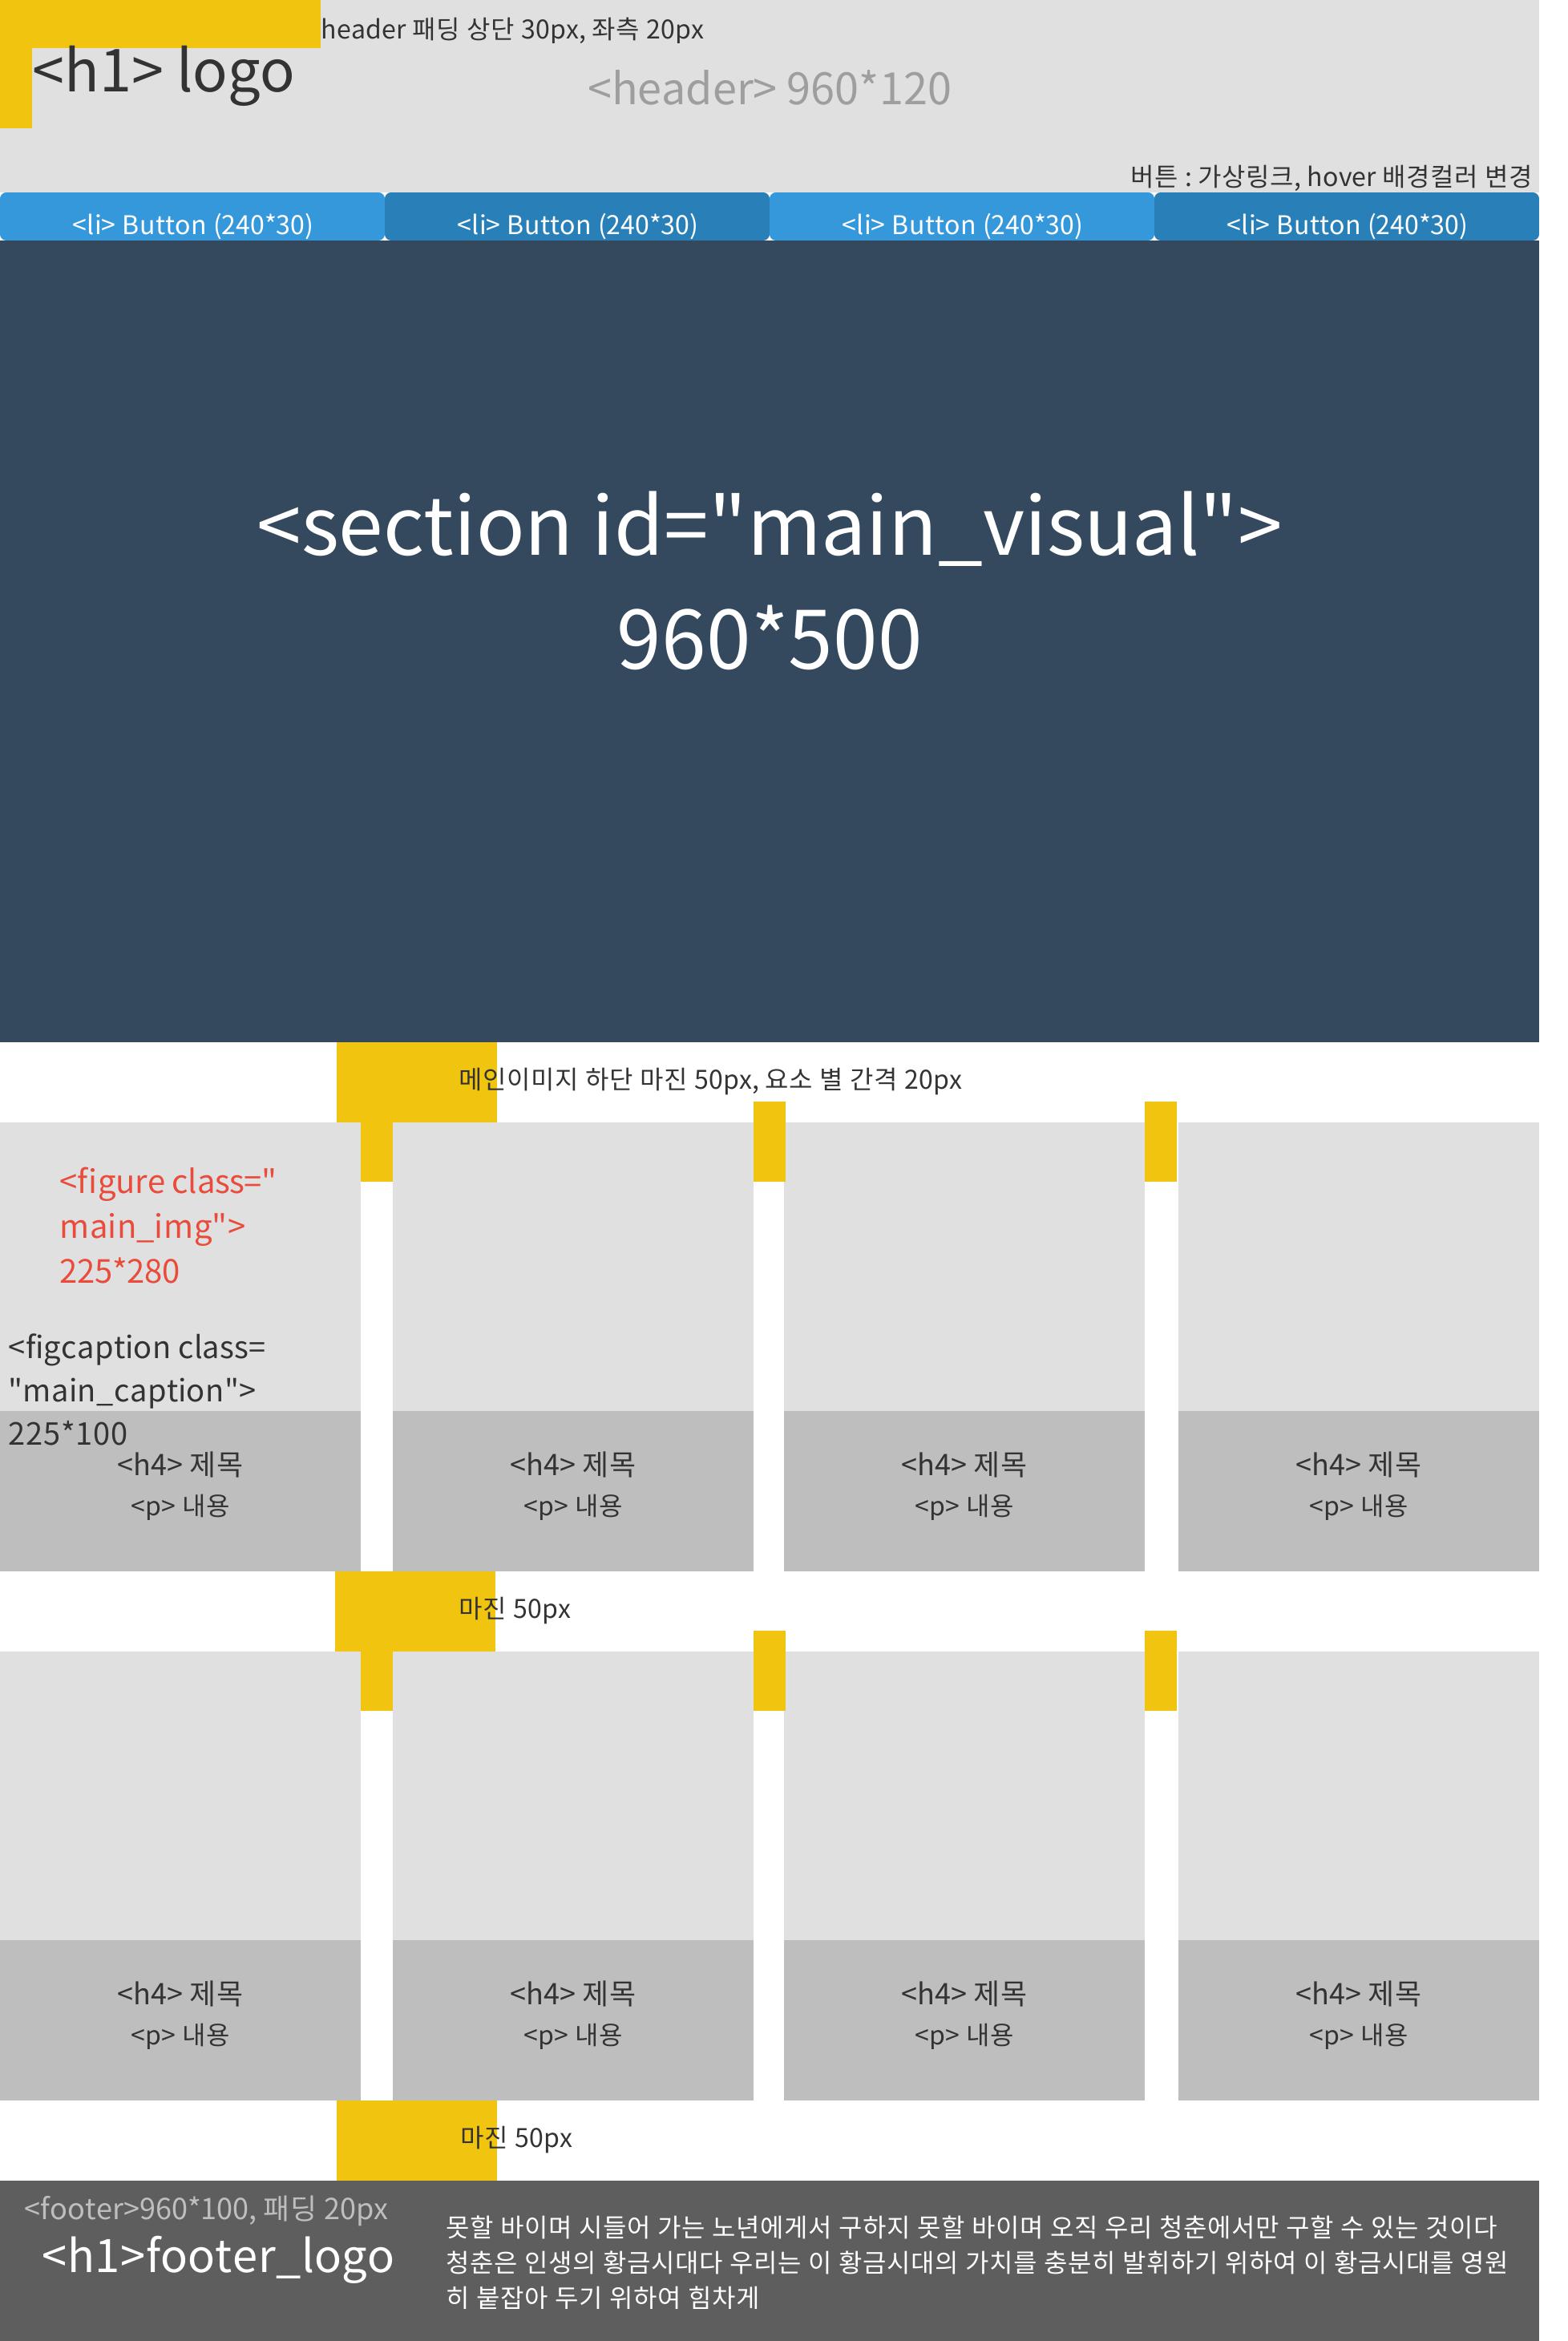 header 패딩 상단 30px, 좌측 20px
<h1> logo
<header> 960*120
버튼 : 가상링크, hover 배경컬러 변경
<li> Button (240*30)
<li> Button (240*30)
<li> Button (240*30)
<li> Button (240*30)
<section id="main_visual">
960*500
메인이미지 하단 마진 50px, 요소 별 간격 20px
<figure class="
main_img">
225*280
<figcaption class=
"main_caption">
225*100
<h4> 제목
<p> 내용
<h4> 제목
<p> 내용
<h4> 제목
<p> 내용
<h4> 제목
<p> 내용
마진 50px
<h4> 제목
<p> 내용
<h4> 제목
<p> 내용
<h4> 제목
<p> 내용
<h4> 제목
<p> 내용
마진 50px
<footer>960*100, 패딩 20px
<h1>footer_logo
못할 바이며 시들어 가는 노년에게서 구하지 못할 바이며 오직 우리 청춘에서만 구할 수 있는 것이다
청춘은 인생의 황금시대다 우리는 이 황금시대의 가치를 충분히 발휘하기 위하여 이 황금시대를 영원
히 붙잡아 두기 위하여 힘차게